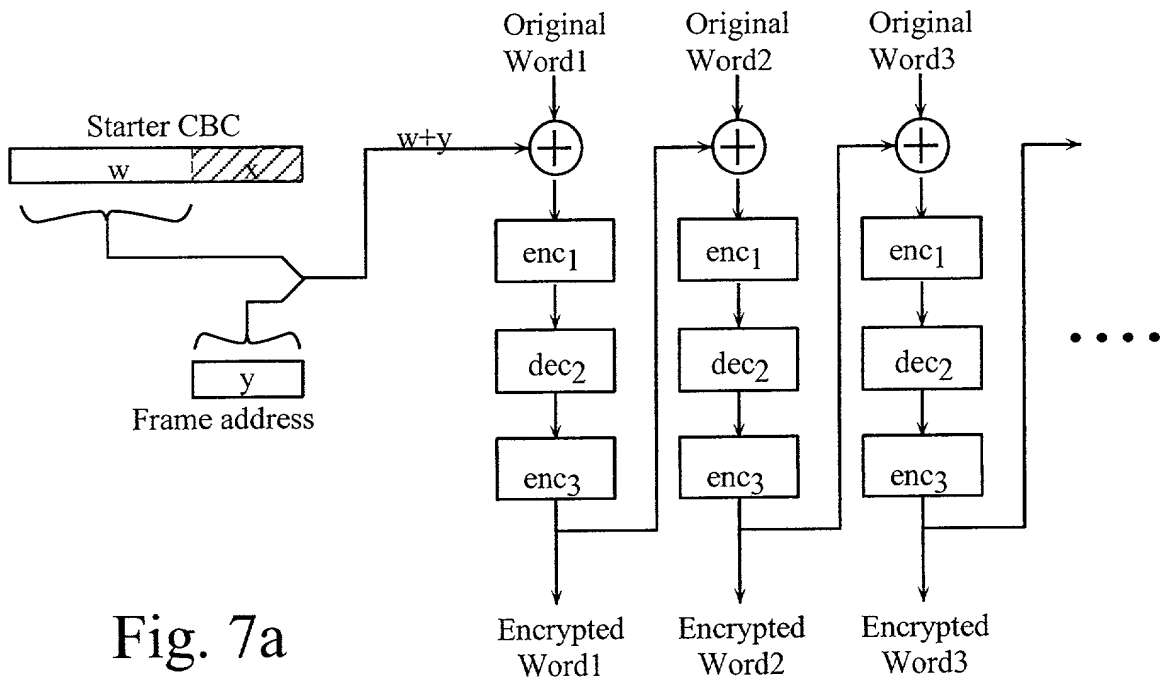 Original
Word1
Original
Word2
Original
Word3
Starter CBC
w
x
w+y
+
+
+
enc1
enc1
enc1
dec2
dec2
dec2
y
Frame address
enc3
enc3
enc3
Encrypted
Word1
Encrypted
Word2
Encrypted
Word3
Fig. 7a